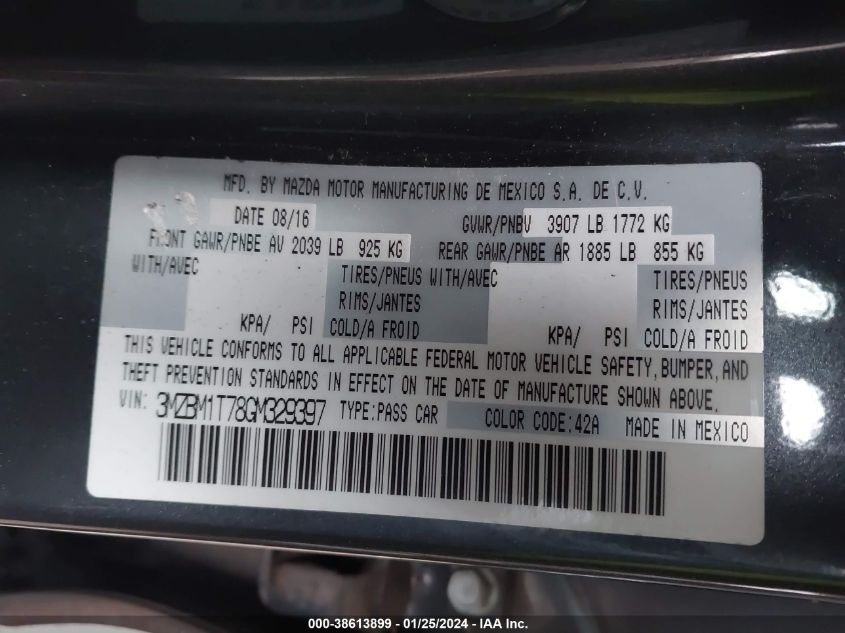 MFD. BY MAZDA MOTOR MANUFACTURING DE MEXICO S.A. DE C.V.
DATE 08/16 GVWR/PNBV 3907 LB 1772 KG
FRONT GAWR/PNBE AV 2039 LB 925 KG REAR GAWR/PNBE AR 1885 LB 855 KG
WITH/AVEC TIRES/PNEUS WITH/AVEC TIRES/PNEUS
RIMS/JANTES RIMS/JANTES
KPA/ PSI COLD/A FROID KPA/ PSI COLD/A FROID
THIS VEHICLE CONFORMS TO ALL APPLICABLE FEDERAL MOTOR VEHICLE SAFETY, BUMPER, AND
THEFT PREVENTION STANDARDS IN EFFECT ON THE DATE OF MANUFACTURE SHOWN ABOVE.
VIN: 3MZBM1T78GM329397 TYPE:PASS CAR COLOR CODE:42A MADE IN MEXICO
000-38613899 - 01/25/2024 - IAA Inc.